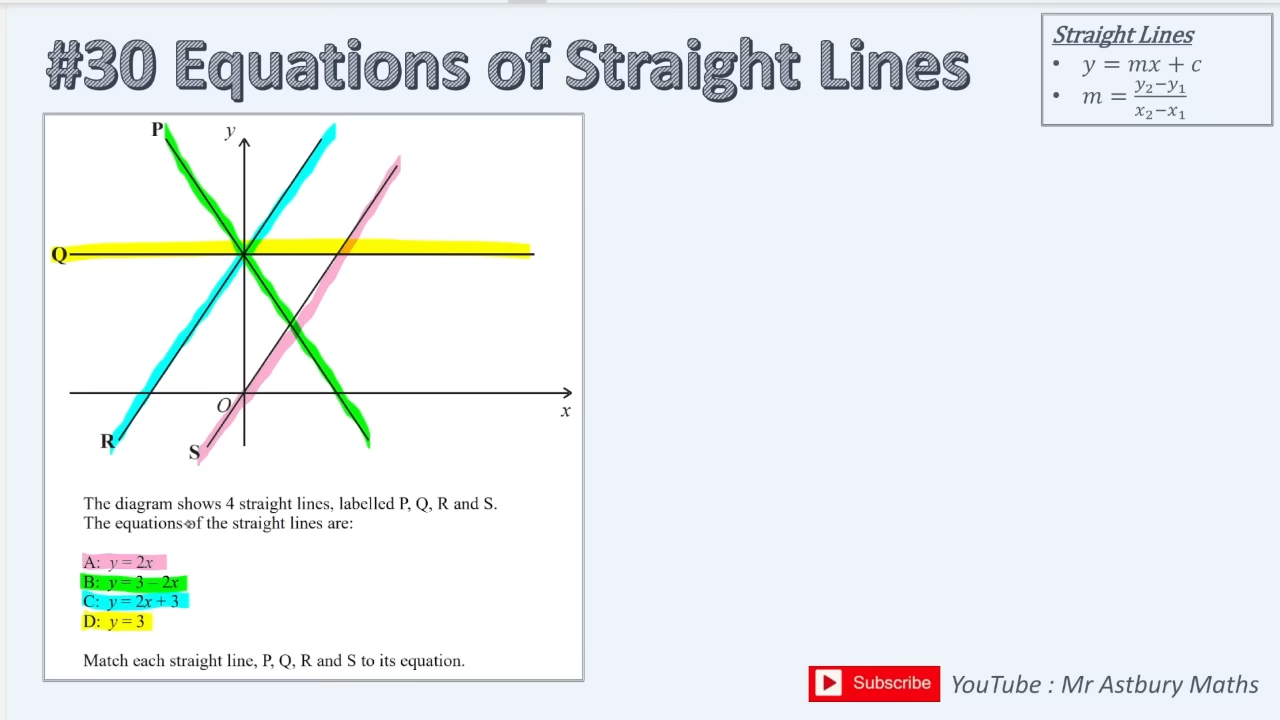 #30 Equations of Straight Lines
Straight Lines
• y = mx + c
• m = y₂−y₁ / x₂−x₁
P
y
Q
O
x
R
S
The diagram shows 4 straight lines, labelled P, Q, R and S.
The equations of the straight lines are:
A: y = 2x
B: y = 3 – 2x
C: y = 2x + 3
D: y = 3
Match each straight line, P, Q, R and S to its equation.
Subscribe
YouTube : Mr Astbury Maths